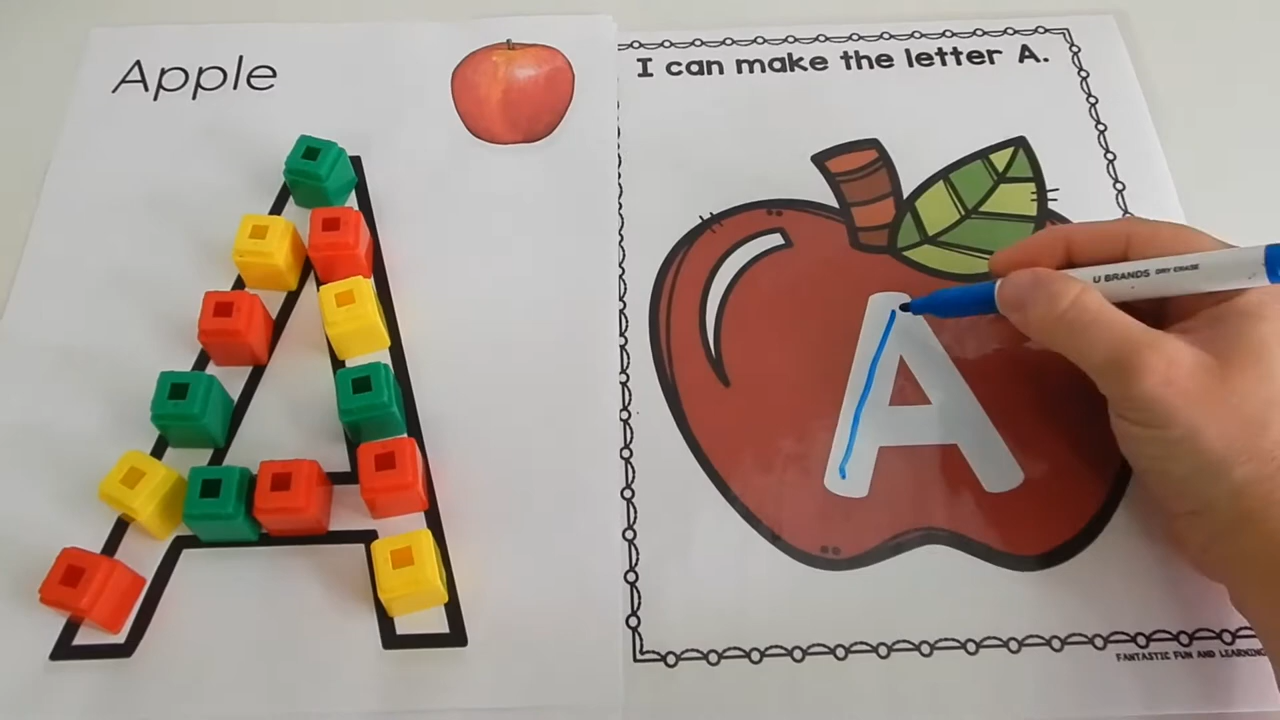 Apple
I can make the letter A.
A
U BRANDS DRY ERASE
A
FANTASTIC FUN AND LEARNING